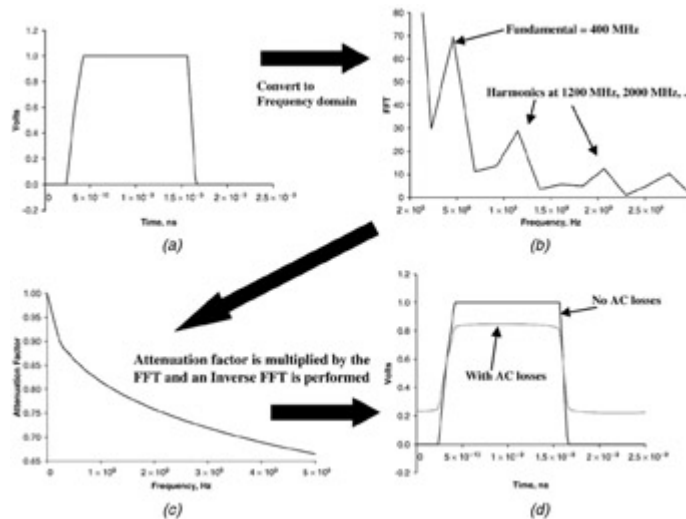 1.2
1.0
0.8
0.6
0.4
0.2
0.0
-0.2
Volts
0
5 × 10⁻¹⁰
1 × 10⁻⁹
1.5 × 10⁻⁹
2 × 10⁻⁹
2.5 × 10⁻⁹
Time, ns
(a)
Convert to
Frequency domain
80
70
60
50
40
30
20
10
0
FFT
Fundamental = 400 MHz
Harmonics at 1200 MHz, 2000 MHz, .
Frequency, Hz
(b)
1.00
0.95
0.90
0.85
0.80
0.75
0.70
0.65
Attenuation Factor
0
1 × 10⁹
2 × 10⁹
3 × 10⁹
4 × 10⁹
5 × 10⁹
Frequency, Hz
(c)
Attenuation factor is multiplied by the
FFT and an Inverse FFT is performed
1.2
1.0
0.8
0.6
0.4
0.2
0.0
-0.2
Volts
No AC losses
With AC losses
0
5 × 10⁻¹⁰
1 × 10⁻⁹
1.5 × 10⁻⁹
2 × 10⁻⁹
2.5 × 10⁻⁹
Time, ns
(d)